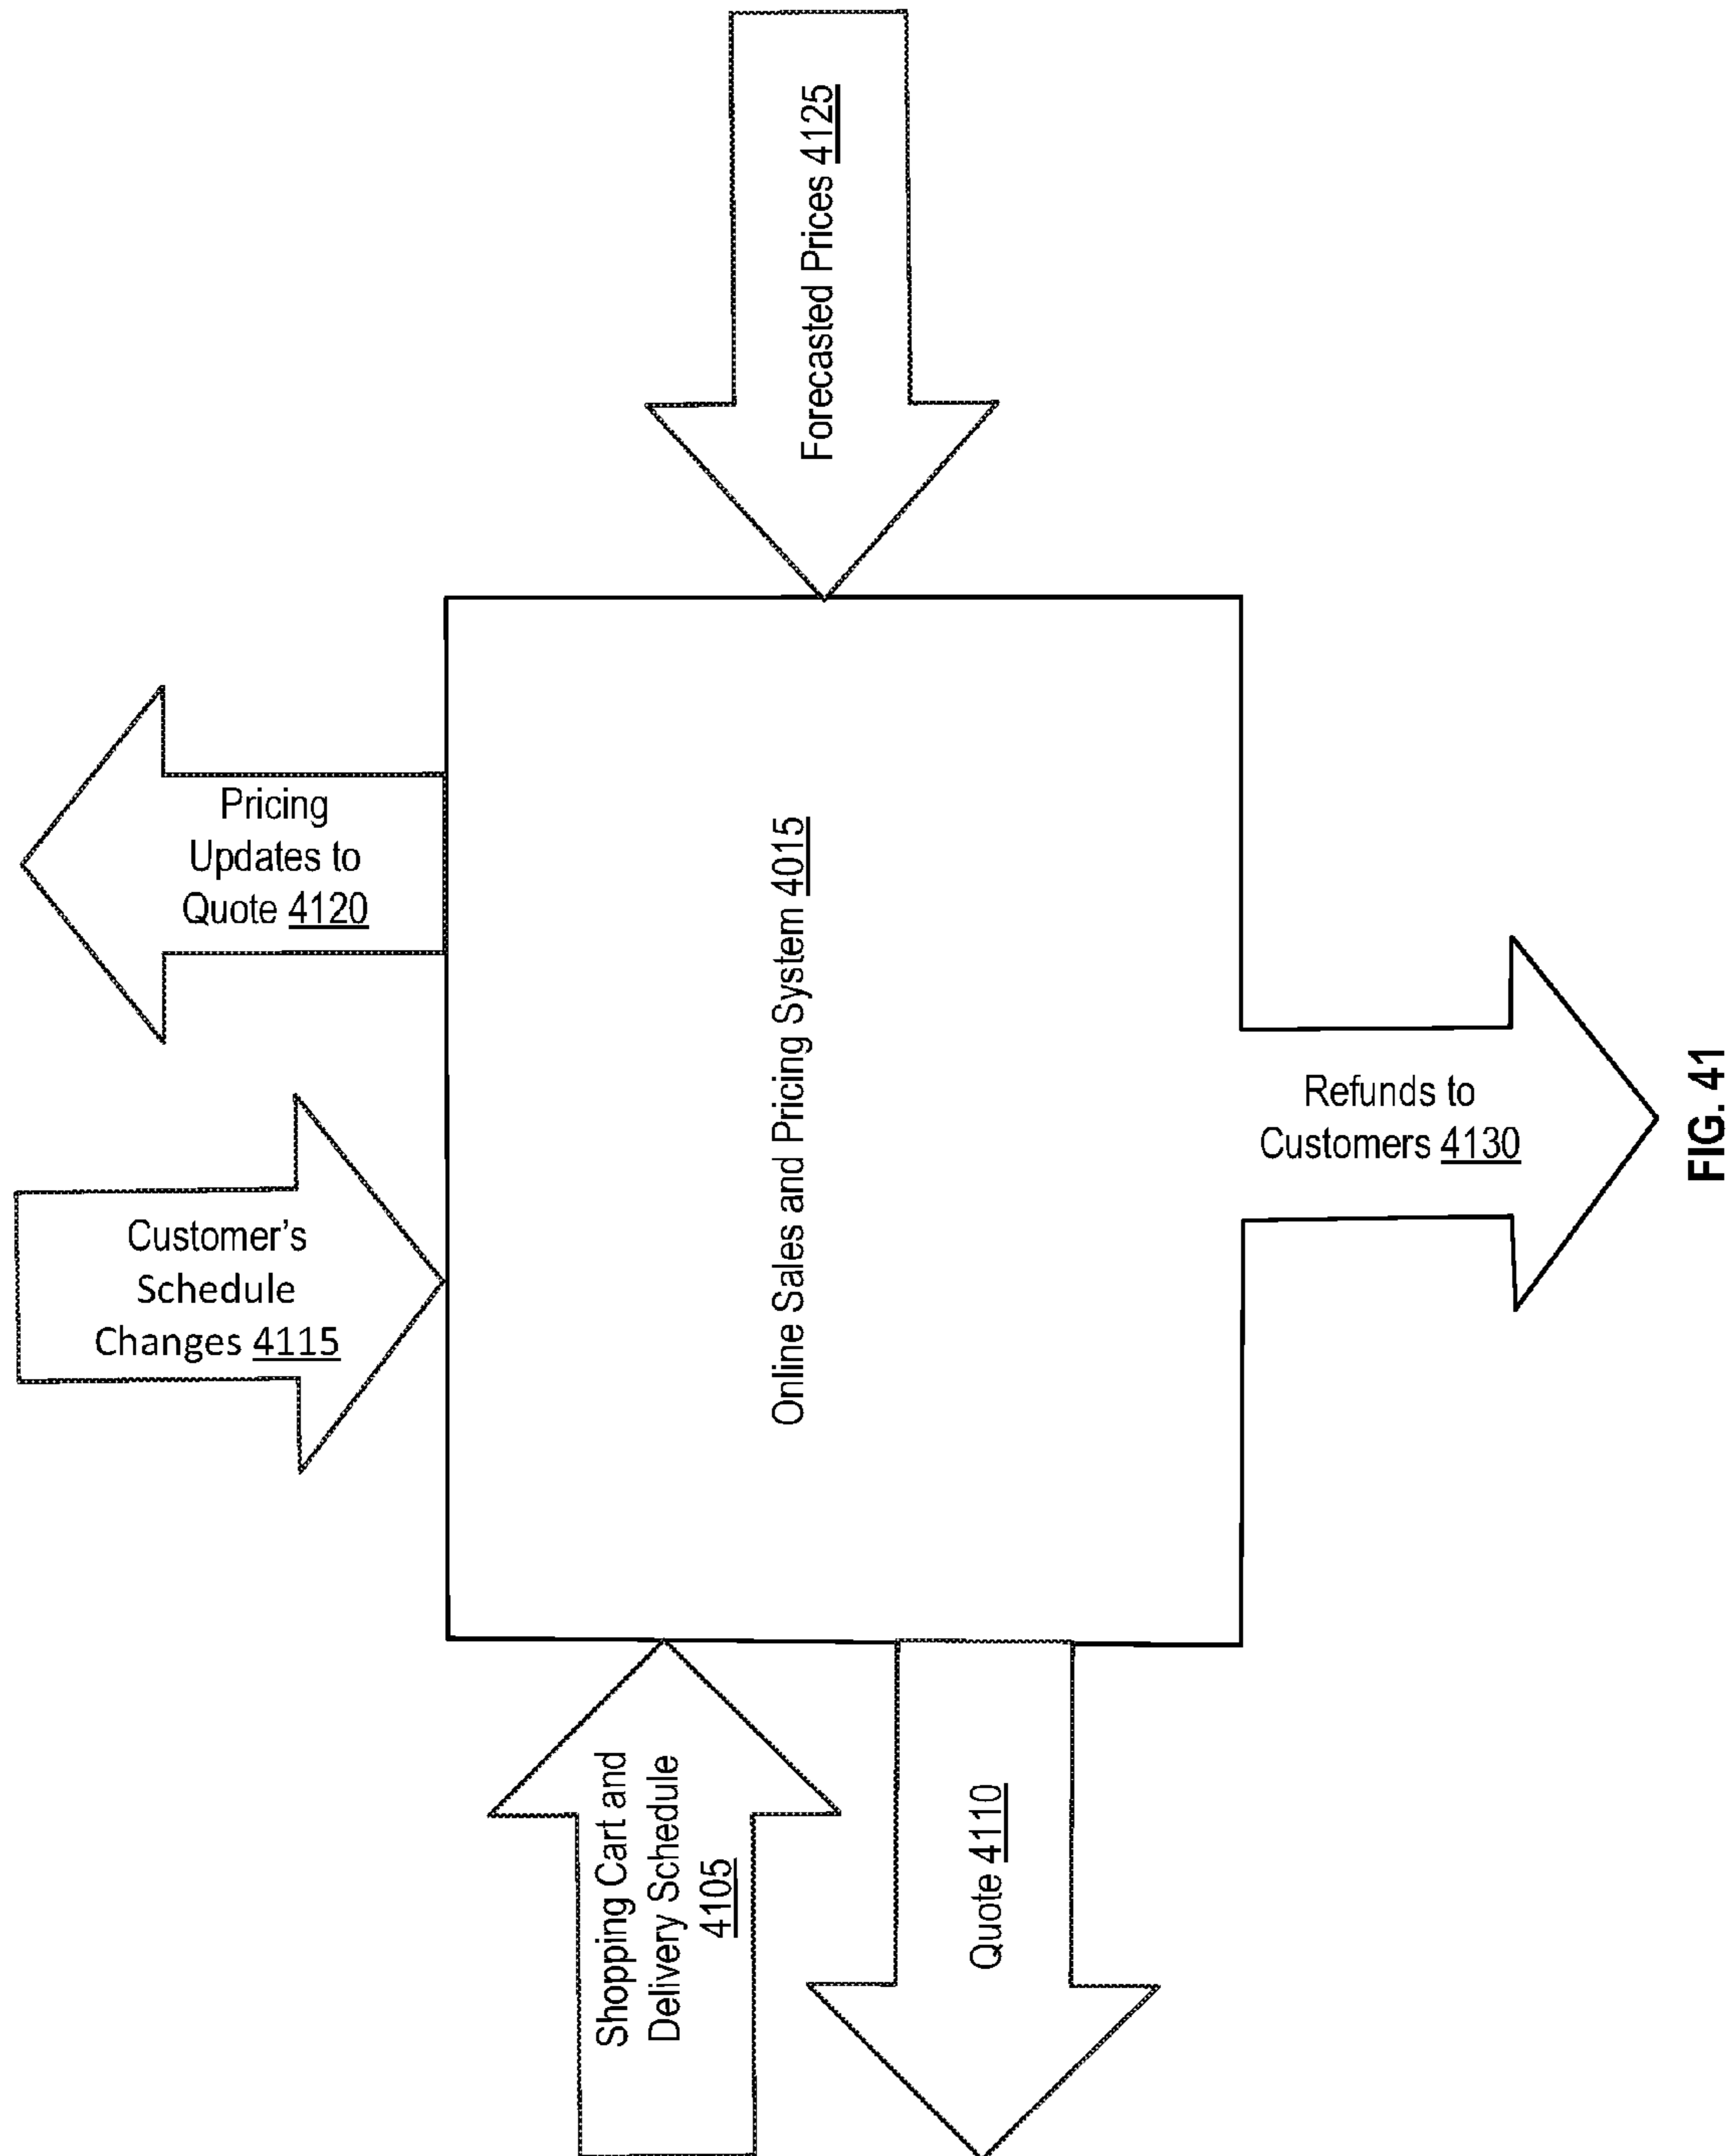 Customer's
Schedule
Changes 4115
Pricing
Updates to
Quote 4120
Shopping Cart and
Delivery Schedule
4105
Quote 4110
Online Sales and Pricing System 4015
Forecasted Prices 4125
Refunds to
Customers 4130
FIG. 41